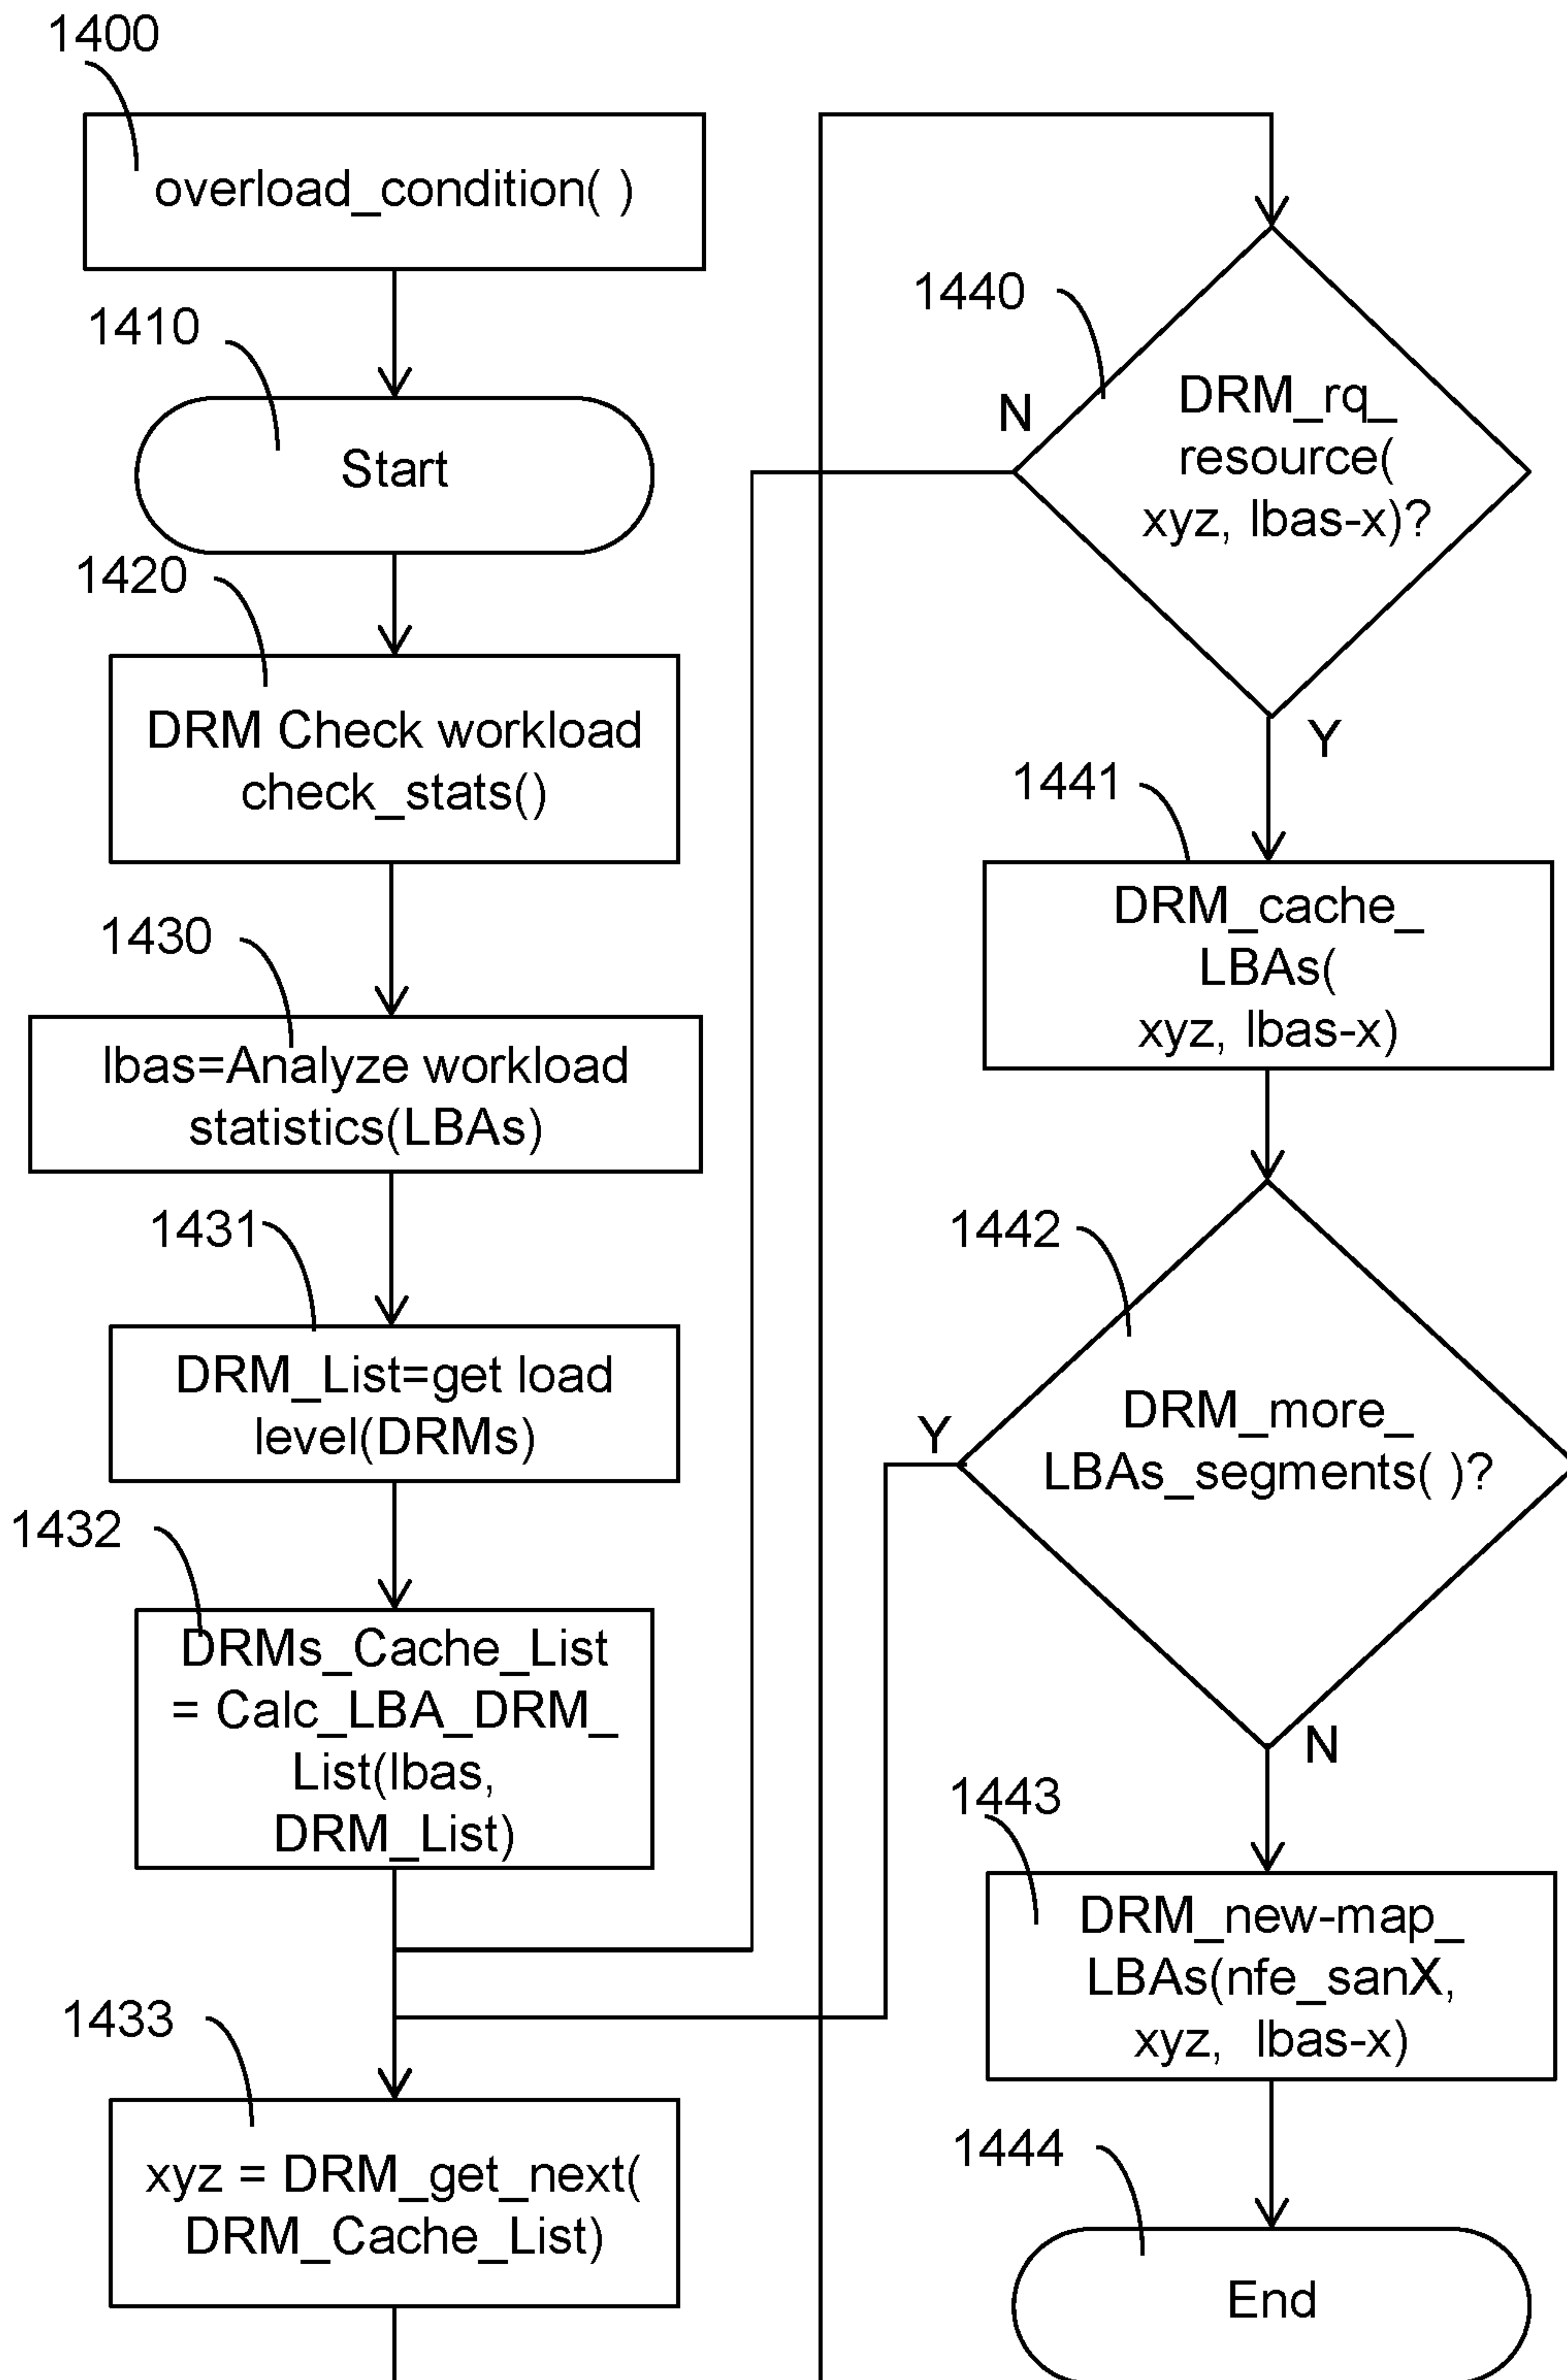 1400
overload_condition( )
1410
Start
1420
DRM Check workload
check_stats()
1430
lbas=Analyze workload
statistics(LBAs)
1431
DRM_List=get load
level(DRMs)
1432
DRMs_Cache_List
= Calc_LBA_DRM_
List(lbas,
DRM_List)
1433
xyz = DRM_get_next(
DRM_Cache_List)
1440
N
DRM_rq_
resource(
xyz, lbas-x)?
Y
1441
DRM_cache_
LBAs(
xyz, lbas-x)
1442
Y
DRM_more_
LBAs_segments( )?
N
1443
DRM_new-map_
LBAs(nfe_sanX,
xyz, lbas-x)
1444
End